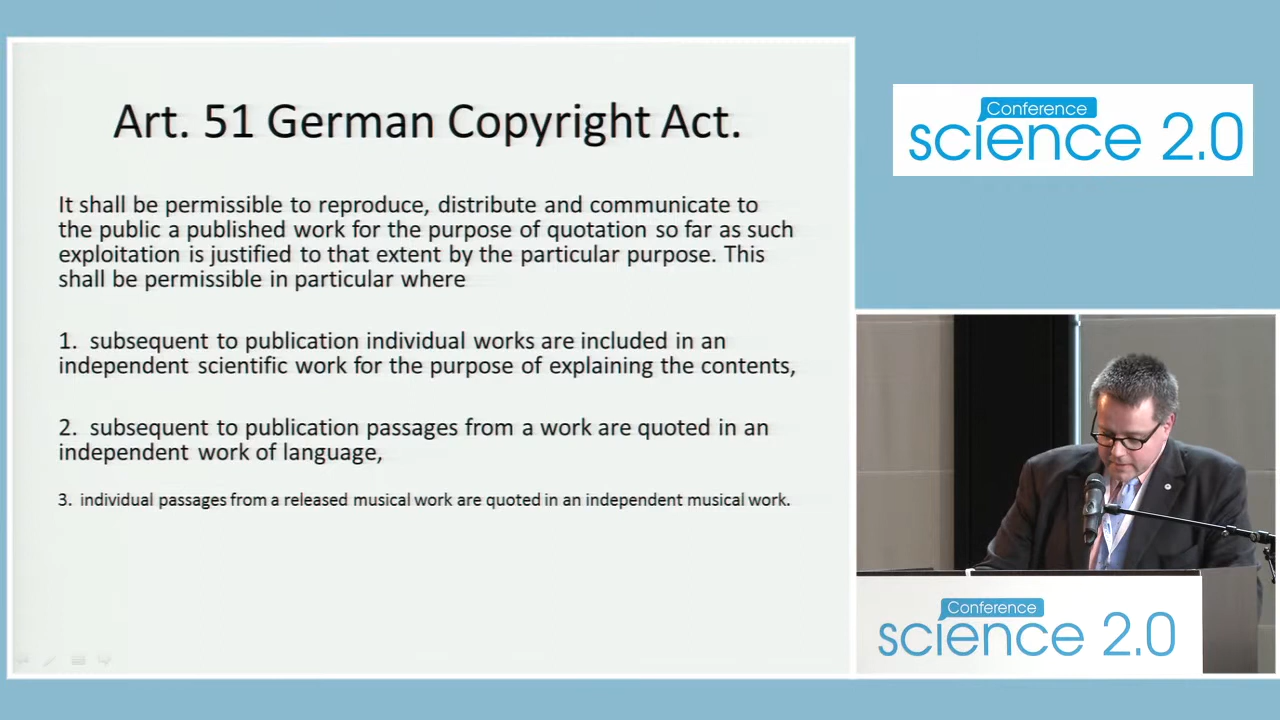 Art. 51 German Copyright Act.
It shall be permissible to reproduce, distribute and communicate to
the public a published work for the purpose of quotation so far as such
exploitation is justified to that extent by the particular purpose. This
shall be permissible in particular where
1. subsequent to publication individual works are included in an
independent scientific work for the purpose of explaining the contents,
2. subsequent to publication passages from a work are quoted in an
independent work of language,
3. individual passages from a released musical work are quoted in an independent musical work.
Conference
science 2.0
Conference
science 2.0